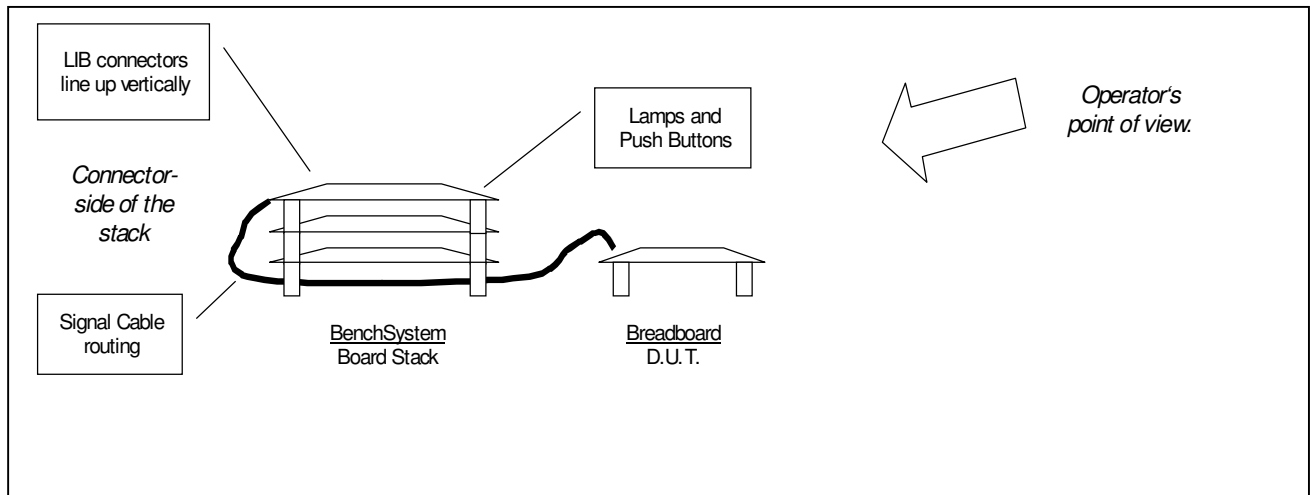 LIB connectors
line up vertically
Lamps and
Push Buttons
Operator's
point of view.
Connector-
side of the
stack
Signal Cable
routing
BenchSystem
Board Stack
Breadboard
D.U.T.